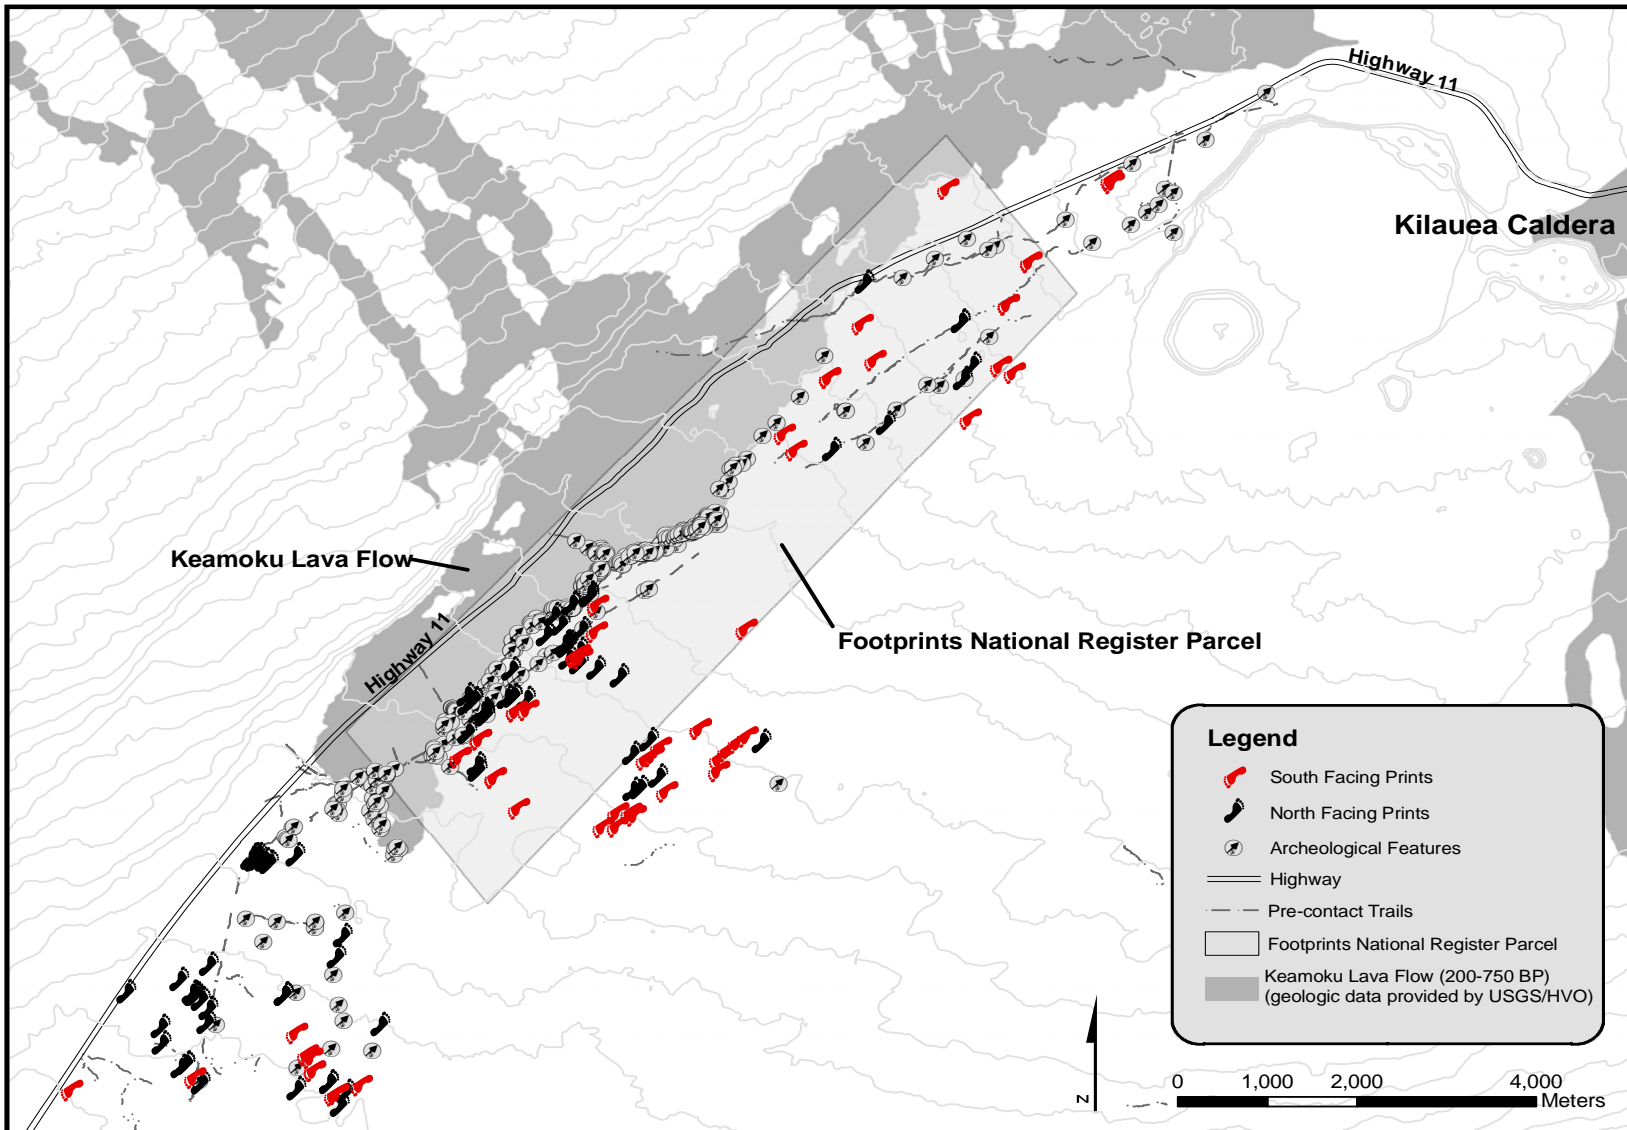 Highway 11
Kilauea Caldera
Keamoku Lava Flow
Highway 11
Footprints National Register Parcel
Legend
South Facing Prints
North Facing Prints
Archeological Features
Highway
Pre-contact Trails
Footprints National Register Parcel
Keamoku Lava Flow (200-750 BP)
(geologic data provided by USGS/HVO)
N
0 1,000 2,000 4,000
Meters